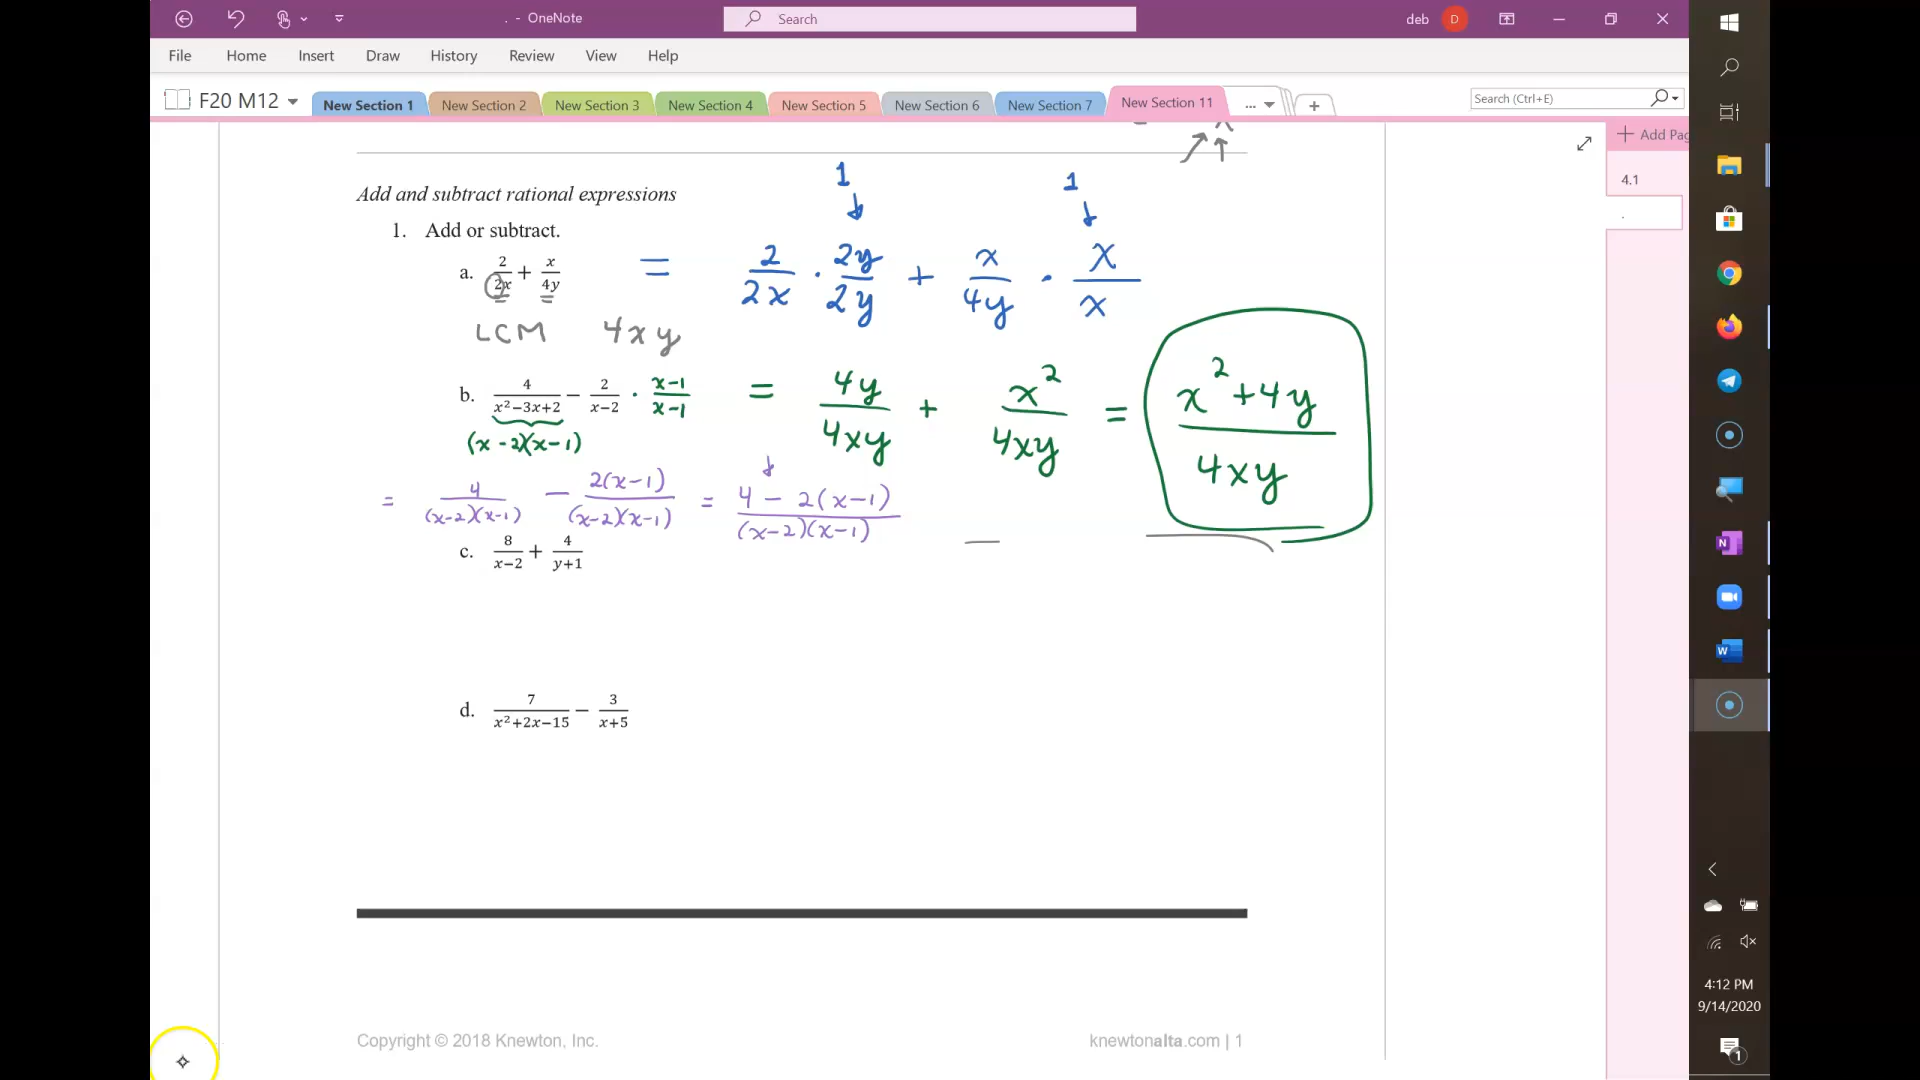 . - OneNote
Search
deb D
File Home Insert Draw History View Help
F20 M12 New Section 1 New Section 2 New Section 3 New Section 4 New Section 5 New Section 6 New Section 7 New Section 11 ... +
Search (Ctrl+E)
Add Pag
4.1
.
Add and subtract rational expressions
1 1
1. Add or subtract.
a. 2/2x + x/4y = 2/2x · 2y/2y + x/4y · x/x
LCM 4xy
b. 4/(x²−3x+2) − 2/(x−2) · (x−1)/(x−1) = 4y/4xy + x²/4xy = (x²+4y)/4xy
(x−2)(x−1)
= 4/((x−2)(x−1)) − 2(x−1)/((x−2)(x−1)) = (4 − 2(x−1))/((x−2)(x−1))
c. 8/(x−2) + 4/(y+1)
d. 7/(x²+2x−15) − 3/(x+5)
Copyright © 2018 Knewton, Inc.
knewtonalta.com | 1
4:12 PM
9/14/2020
1